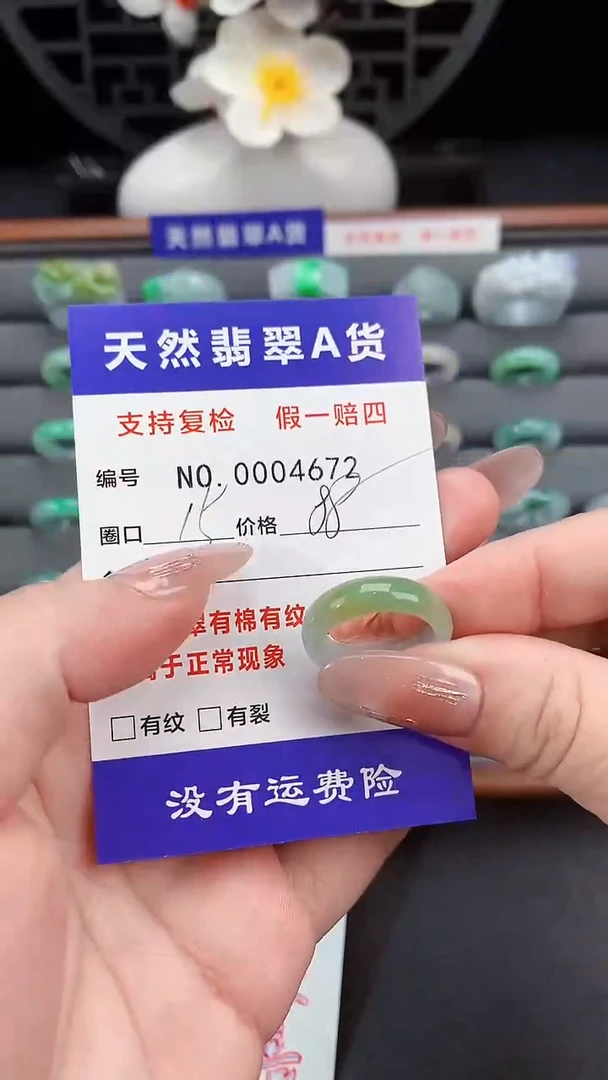 天然翡翠A货
天然翡翠A货
支持复检 假一赔四
编号 NO.0004672
圈口 15 价格 88
翠有棉有纹
于正常现象
□有纹 □有裂
没有运费险